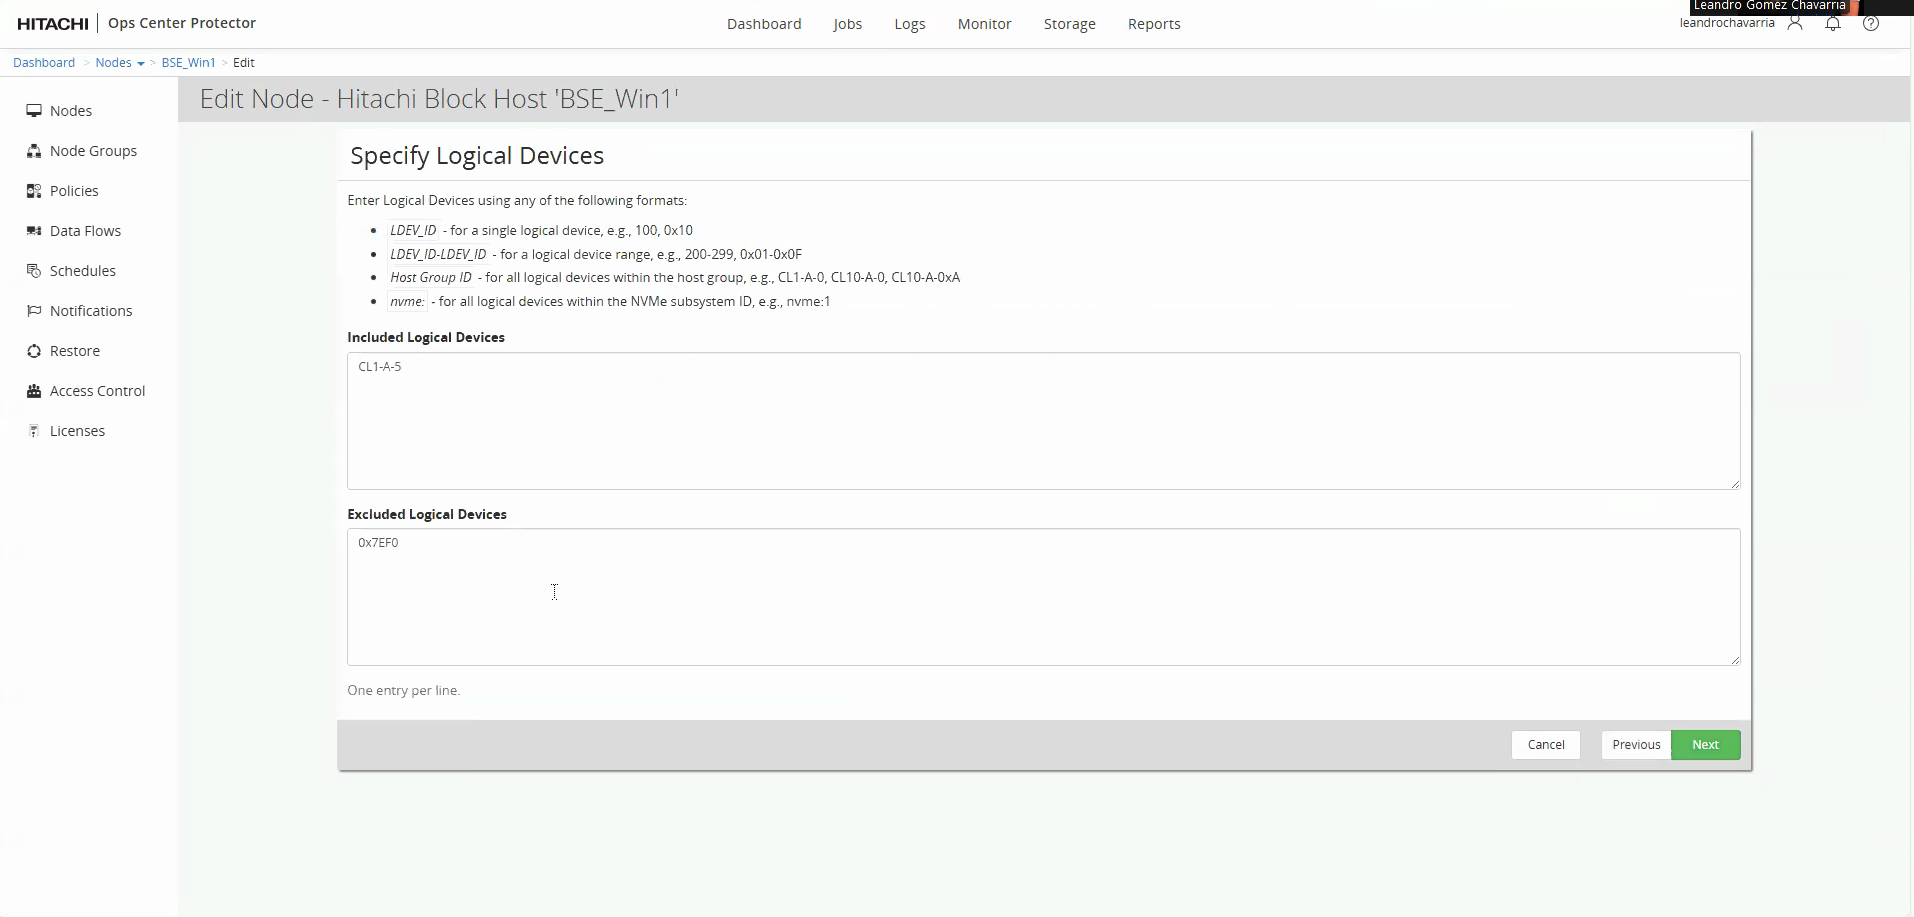 Leandro Goméz Chavarria
HITACHI Ops Center Protector
Dashboard Jobs Logs Monitor Storage Reports
leandrochavarria
Dashboard > Nodes > BSE_Win1 > Edit
Nodes
Node Groups
Policies
Data Flows
Schedules
Notifications
Restore
Access Control
Licenses
Edit Node - Hitachi Block Host 'BSE_Win1'
Specify Logical Devices
Enter Logical Devices using any of the following formats:
LDEV_ID - for a single logical device, e.g., 100, 0x10
LDEV_ID-LDEV_ID - for a logical device range, e.g., 200-299, 0x01-0x0F
Host Group ID - for all logical devices within the host group, e.g., CL1-A-0, CL10-A-0, CL10-A-0xA
nvme: - for all logical devices within the NVMe subsystem ID, e.g., nvme:1
Included Logical Devices
CL1-A-5
Excluded Logical Devices
0x7EF0
One entry per line.
Cancel Previous Next